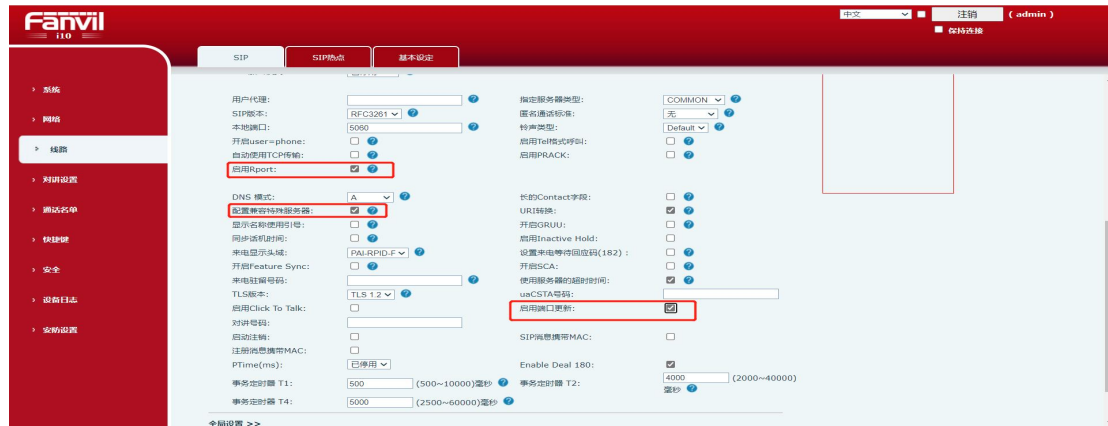 Fanvil
i10
中文
注销
( admin )
保持连接
SIP
SIP热点
基本设定
系统
网络
线路
对讲设置
通话名单
快捷键
安全
设备日志
安防设置
用户代理: 指定服务器类型: COMMON
SIP版本: RFC3261 匿名通话标准: 无
本地端口: 5060 铃声类型: Default
开启user=phone: 启用Tel格式呼叫:
自动使用TCP传输: 启用PRACK:
启用Rport:
DNS 模式: A 长的Contact字段:
配置兼容特殊服务器: URI转换:
显示名称使用引号: 开启GRUU:
同步话机时间: 启用Inactive Hold:
来电显示头域: PAI-RPID-F 设置来电等待回应码(182) :
开启Feature Sync: 开启SCA:
来电驻留号码: 使用服务器的超时时间:
TLS版本: TLS 1.2 uaCSTA号码:
启用Click To Talk: 启用端口更新:
对讲号码:
启动注销: SIP消息携带MAC:
注册消息携带MAC:
PTime(ms): 已停用 Enable Deal 180:
事务定时器 T1: 500 (500~10000)毫秒 事务定时器 T2: 4000 (2000~40000)
毫秒
事务定时器 T4: 5000 (2500~60000)毫秒
全局设置 >>